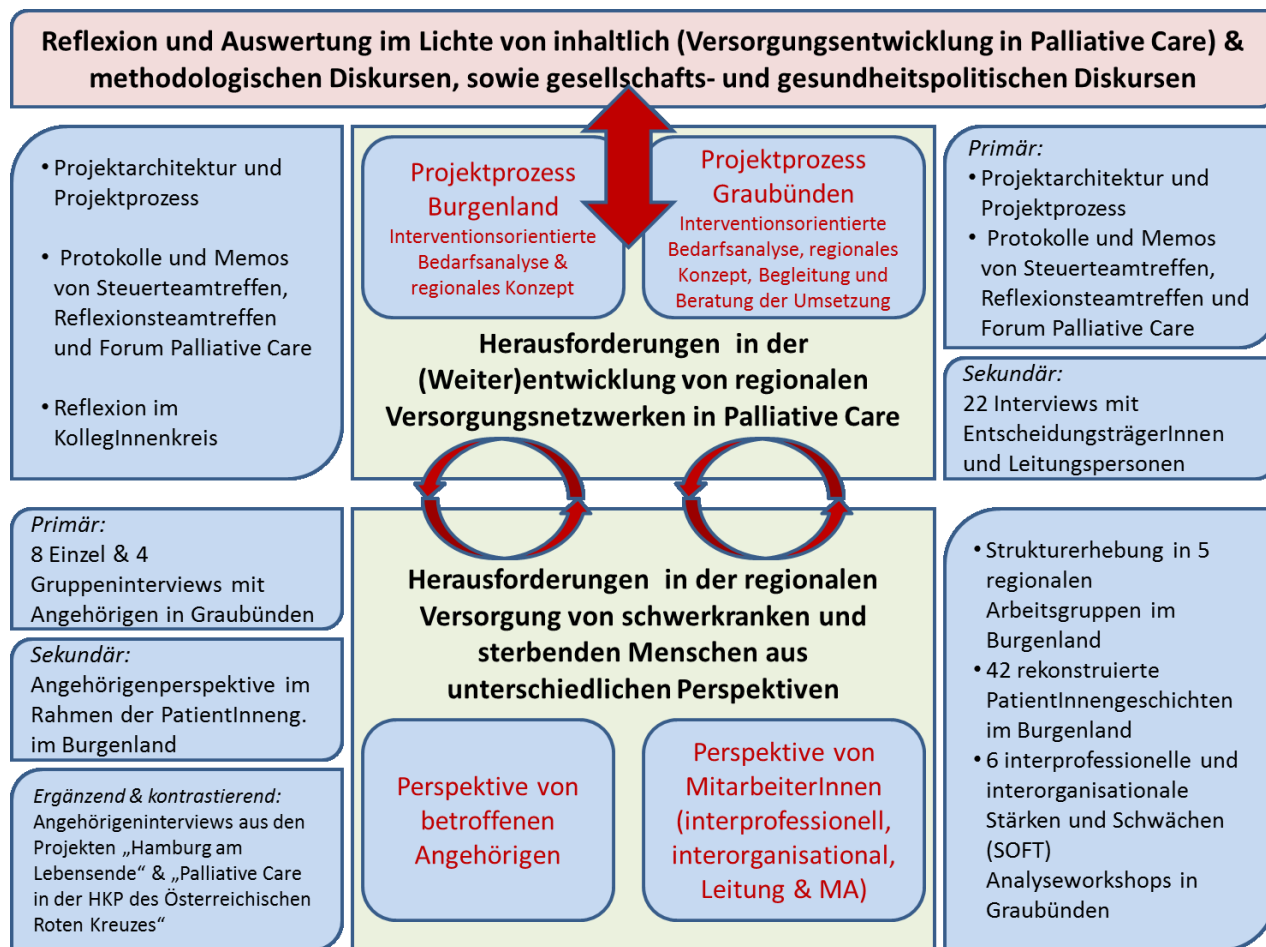 Reflexion und Auswertung im Lichte von inhaltlich (Versorgungsentwicklung in Palliative Care) &
methodologischen Diskursen, sowie gesellschafts- und gesundheitspolitischen Diskursen
• Projektarchitektur und
Projektprozess
• Protokolle und Memos
von Steuerteamtreffen,
Reflexionsteamtreffen
und Forum Palliative Care
• Reflexion im
KollegInnenkreis
Projektprozess
Burgenland
Interventionsorientierte
Bedarfsanalyse &
regionales Konzept
Projektprozess
Graubünden
Interventionsorientierte
Bedarfsanalyse, regionales
Konzept, Begleitung und
Beratung der Umsetzung
Herausforderungen in der
(Weiter)entwicklung von regionalen
Versorgungsnetzwerken in Palliative Care
Primär:
• Projektarchitektur und
Projektprozess
• Protokolle und Memos
von Steuerteamtreffen,
Reflexionsteamtreffen und
Forum Palliative Care
Sekundär:
22 Interviews mit
EntscheidungsträgerInnen
und Leitungspersonen
Primär:
8 Einzel & 4
Gruppeninterviews mit
Angehörigen in Graubünden
Sekundär:
Angehörigenperspektive im
Rahmen der PatientInneng.
im Burgenland
Ergänzend & kontrastierend:
Angehörigeninterviews aus den
Projekten „Hamburg am
Lebensende“ & „Palliative Care
in der HKP des Österreichischen
Roten Kreuzes“
Herausforderungen in der regionalen
Versorgung von schwerkranken und
sterbenden Menschen aus
unterschiedlichen Perspektiven
Perspektive von
betroffenen
Angehörigen
Perspektive von
MitarbeiterInnen
(interprofessionell,
interorganisational,
Leitung & MA)
• Strukturerhebung in 5
regionalen
Arbeitsgruppen im
Burgenland
• 42 rekonstruierte
PatientInnengeschichten
im Burgenland
• 6 interprofessionelle und
interorganisationale
Stärken und Schwächen
(SOFT)
Analyseworkshops in
Graubünden